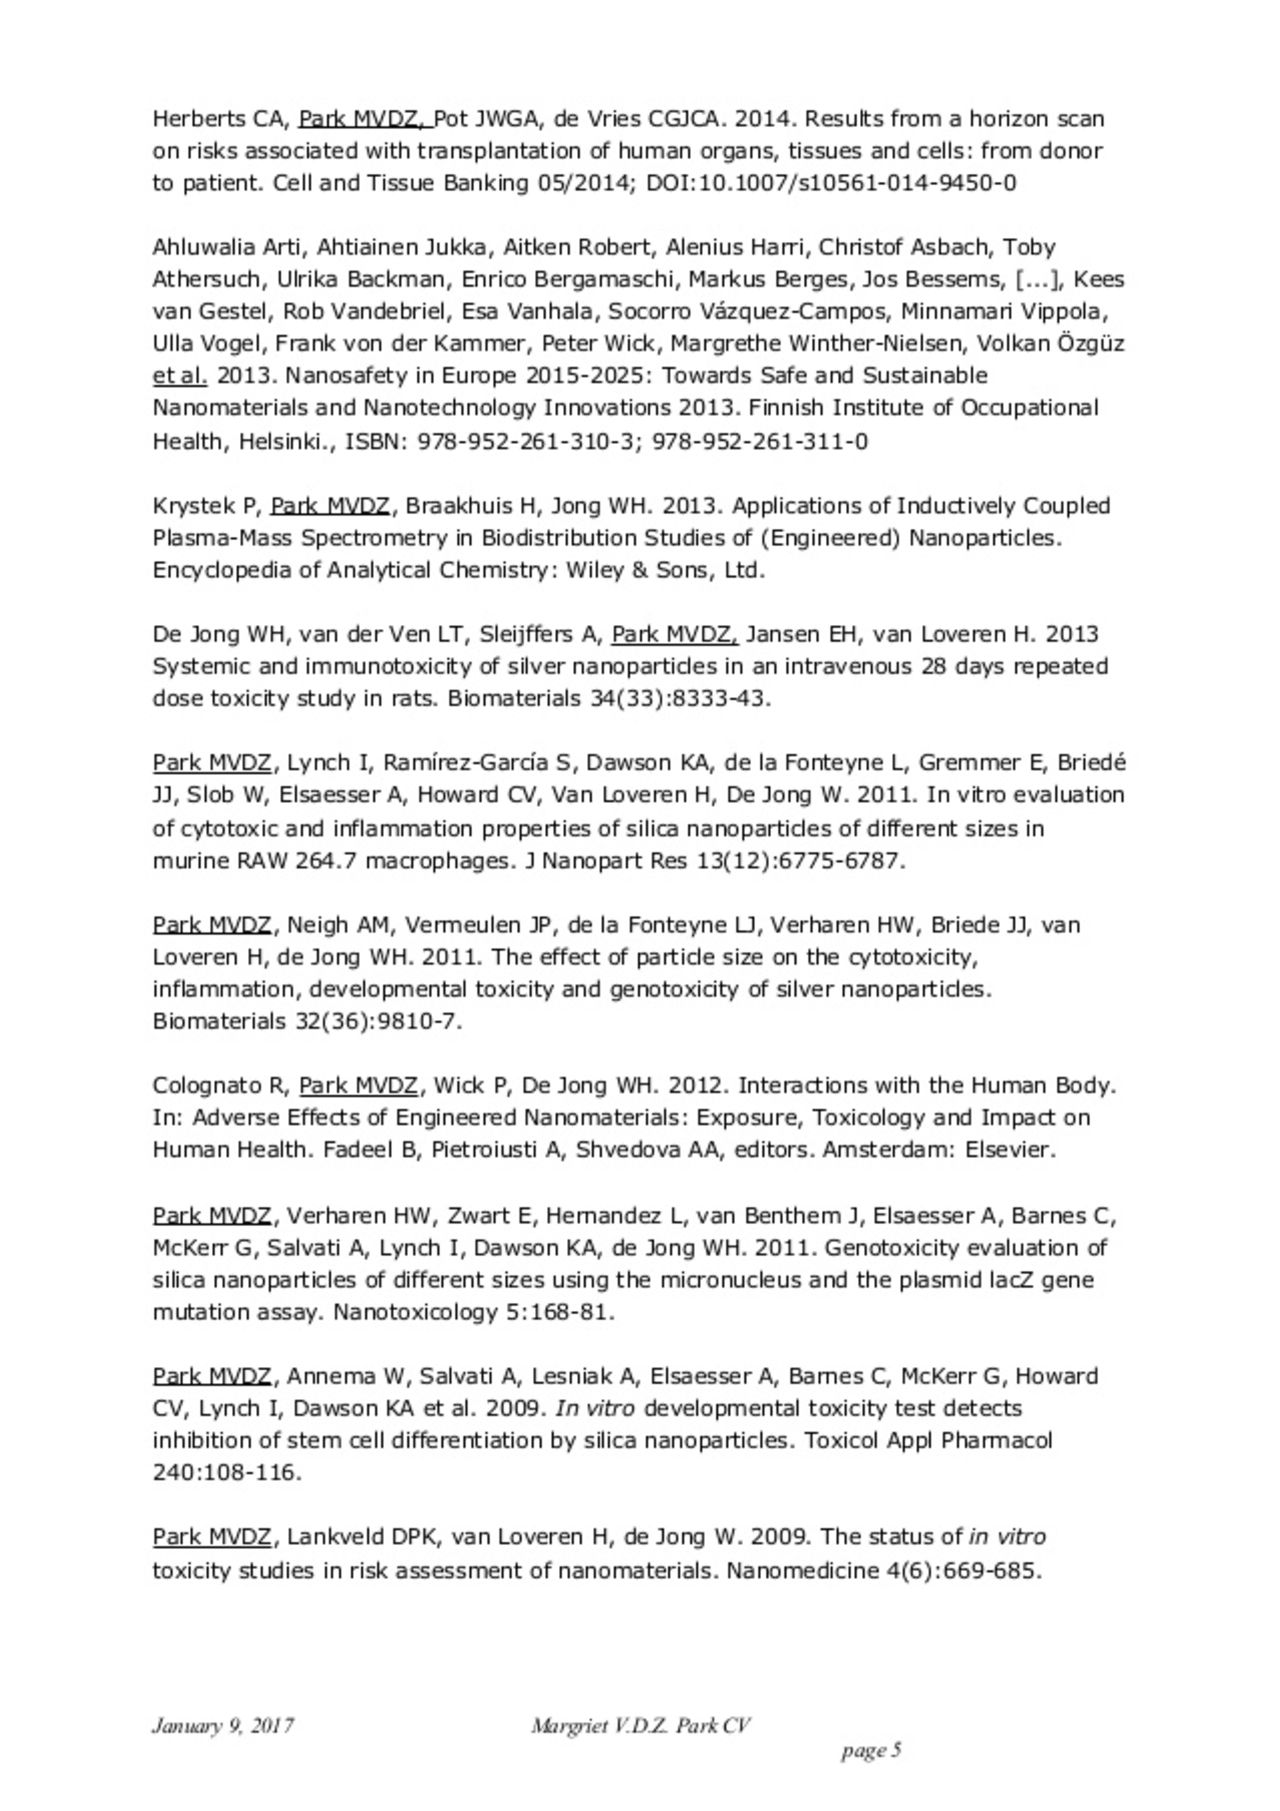 Herberts CA, Park MVDZ, Pot JWGA, de Vries CGJCA. 2014. Results from a horizon scan
on risks associated with transplantation of human organs, tissues and cells: from donor
to patient. Cell and Tissue Banking 05/2014; DOI:10.1007/s10561-014-9450-0
Ahluwalia Arti, Ahtiainen Jukka, Aitken Robert, Alenius Harri, Christof Asbach, Toby
Athersuch, Ulrika Backman, Enrico Bergamaschi, Markus Berges, Jos Bessems, [...], Kees
van Gestel, Rob Vandebriel, Esa Vanhala, Socorro Vázquez-Campos, Minnamari Vippola,
Ulla Vogel, Frank von der Kammer, Peter Wick, Margrethe Winther-Nielsen, Volkan Özgüz
et al. 2013. Nanosafety in Europe 2015-2025: Towards Safe and Sustainable
Nanomaterials and Nanotechnology Innovations 2013. Finnish Institute of Occupational
Health, Helsinki., ISBN: 978-952-261-310-3; 978-952-261-311-0
Krystek P, Park MVDZ, Braakhuis H, Jong WH. 2013. Applications of Inductively Coupled
Plasma-Mass Spectrometry in Biodistribution Studies of (Engineered) Nanoparticles.
Encyclopedia of Analytical Chemistry: Wiley & Sons, Ltd.
De Jong WH, van der Ven LT, Sleijffers A, Park MVDZ, Jansen EH, van Loveren H. 2013
Systemic and immunotoxicity of silver nanoparticles in an intravenous 28 days repeated
dose toxicity study in rats. Biomaterials 34(33):8333-43.
Park MVDZ, Lynch I, Ramírez-García S, Dawson KA, de la Fonteyne L, Gremmer E, Briedé
JJ, Slob W, Elsaesser A, Howard CV, Van Loveren H, De Jong W. 2011. In vitro evaluation
of cytotoxic and inflammation properties of silica nanoparticles of different sizes in
murine RAW 264.7 macrophages. J Nanopart Res 13(12):6775-6787.
Park MVDZ, Neigh AM, Vermeulen JP, de la Fonteyne LJ, Verharen HW, Briede JJ, van
Loveren H, de Jong WH. 2011. The effect of particle size on the cytotoxicity,
inflammation, developmental toxicity and genotoxicity of silver nanoparticles.
Biomaterials 32(36):9810-7.
Colognato R, Park MVDZ, Wick P, De Jong WH. 2012. Interactions with the Human Body.
In: Adverse Effects of Engineered Nanomaterials: Exposure, Toxicology and Impact on
Human Health. Fadeel B, Pietroiusti A, Shvedova AA, editors. Amsterdam: Elsevier.
Park MVDZ, Verharen HW, Zwart E, Hernandez L, van Benthem J, Elsaesser A, Barnes C,
McKerr G, Salvati A, Lynch I, Dawson KA, de Jong WH. 2011. Genotoxicity evaluation of
silica nanoparticles of different sizes using the micronucleus and the plasmid lacZ gene
mutation assay. Nanotoxicology 5:168-81.
Park MVDZ, Annema W, Salvati A, Lesniak A, Elsaesser A, Barnes C, McKerr G, Howard
CV, Lynch I, Dawson KA et al. 2009. In vitro developmental toxicity test detects
inhibition of stem cell differentiation by silica nanoparticles. Toxicol Appl Pharmacol
240:108-116.
Park MVDZ, Lankveld DPK, van Loveren H, de Jong W. 2009. The status of in vitro
toxicity studies in risk assessment of nanomaterials. Nanomedicine 4(6):669-685.
January 9, 2017 Margriet V.D.Z. Park CV
page 5